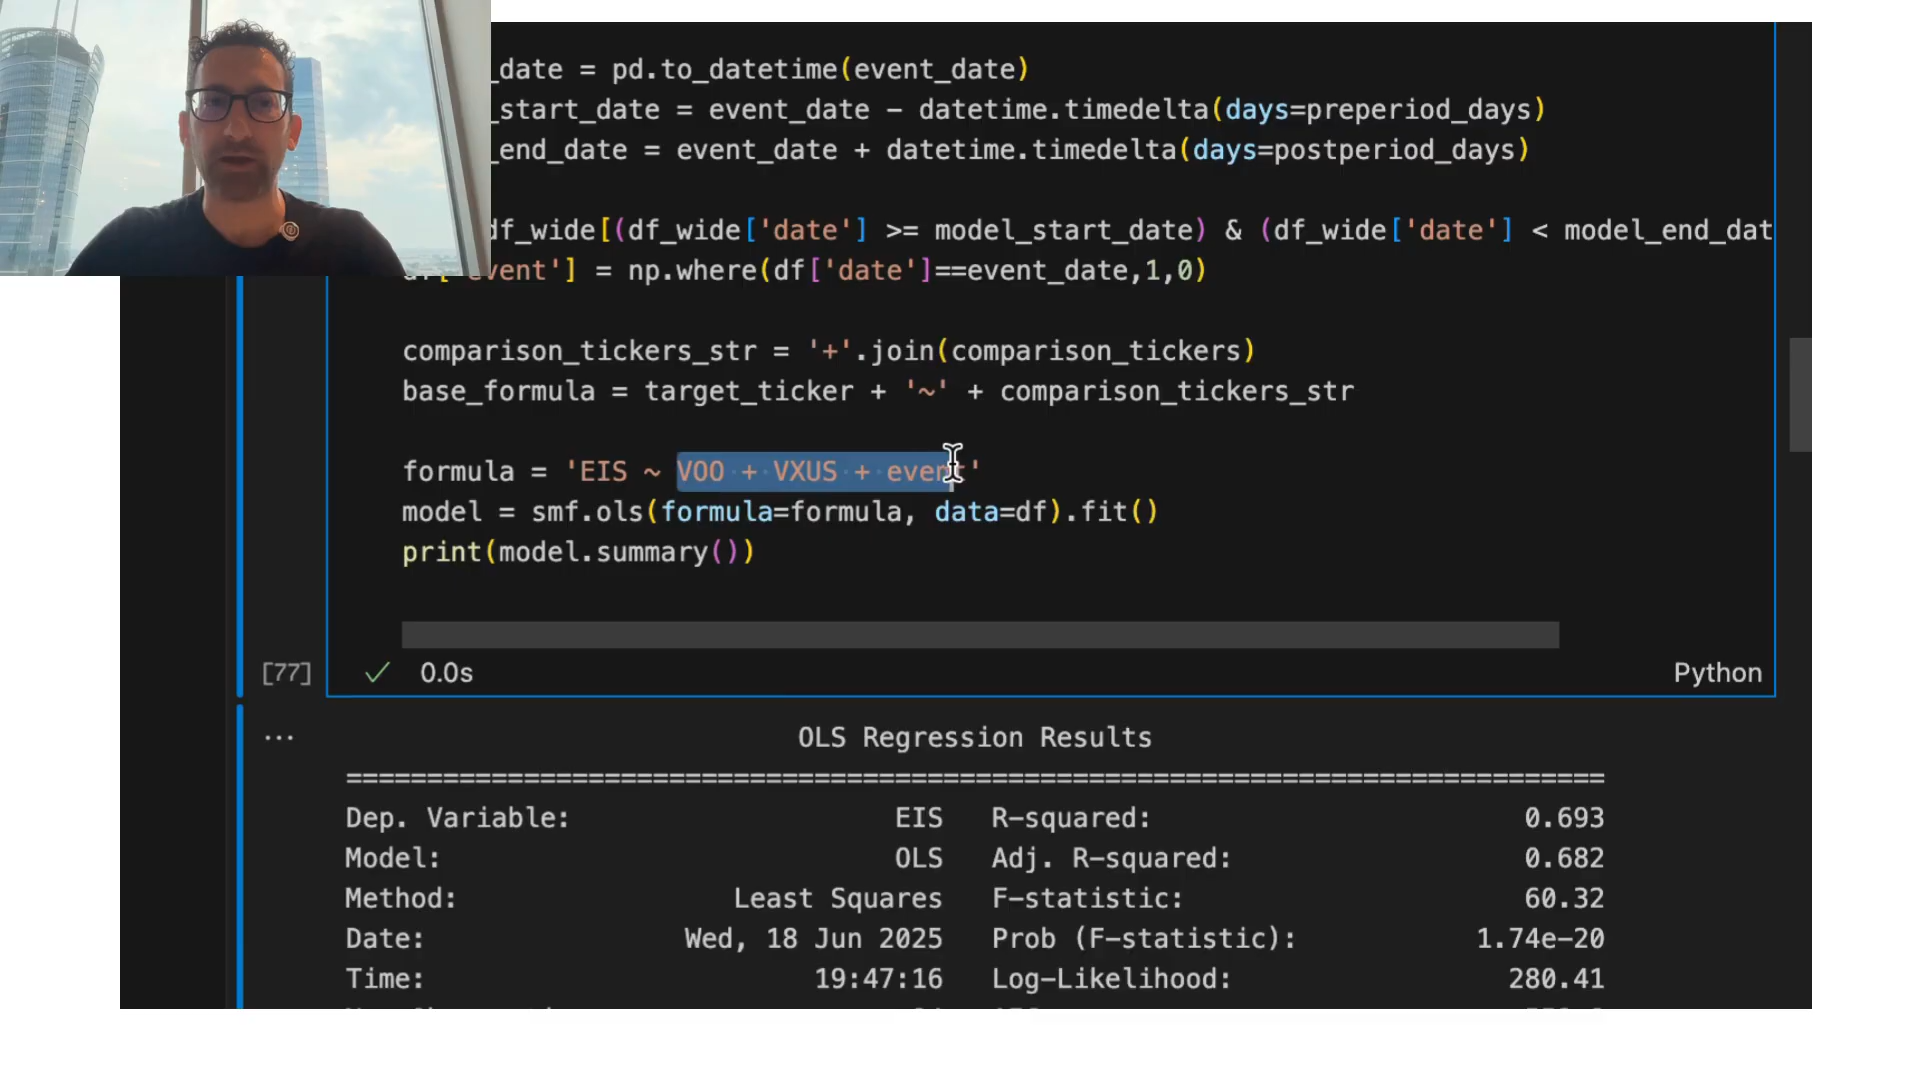 _date = pd.to_datetime(event_date)
_start_date = event_date - datetime.timedelta(days=preperiod_days)
_end_date = event_date + datetime.timedelta(days=postperiod_days)
df_wide[(df_wide['date'] >= model_start_date) & (df_wide['date'] < model_end_dat
df['event'] = np.where(df['date']==event_date,1,0)
comparison_tickers_str = '+'.join(comparison_tickers)
base_formula = target_ticker + '~' + comparison_tickers_str
formula = 'EIS ~ VOO + VXUS + event'
model = smf.ols(formula=formula, data=df).fit()
print(model.summary())
[77] ✓ 0.0s Python
... OLS Regression Results
==============================================================================
Dep. Variable: EIS R-squared: 0.693
Model: OLS Adj. R-squared: 0.682
Method: Least Squares F-statistic: 60.32
Date: Wed, 18 Jun 2025 Prob (F-statistic): 1.74e-20
Time: 19:47:16 Log-Likelihood: 280.41